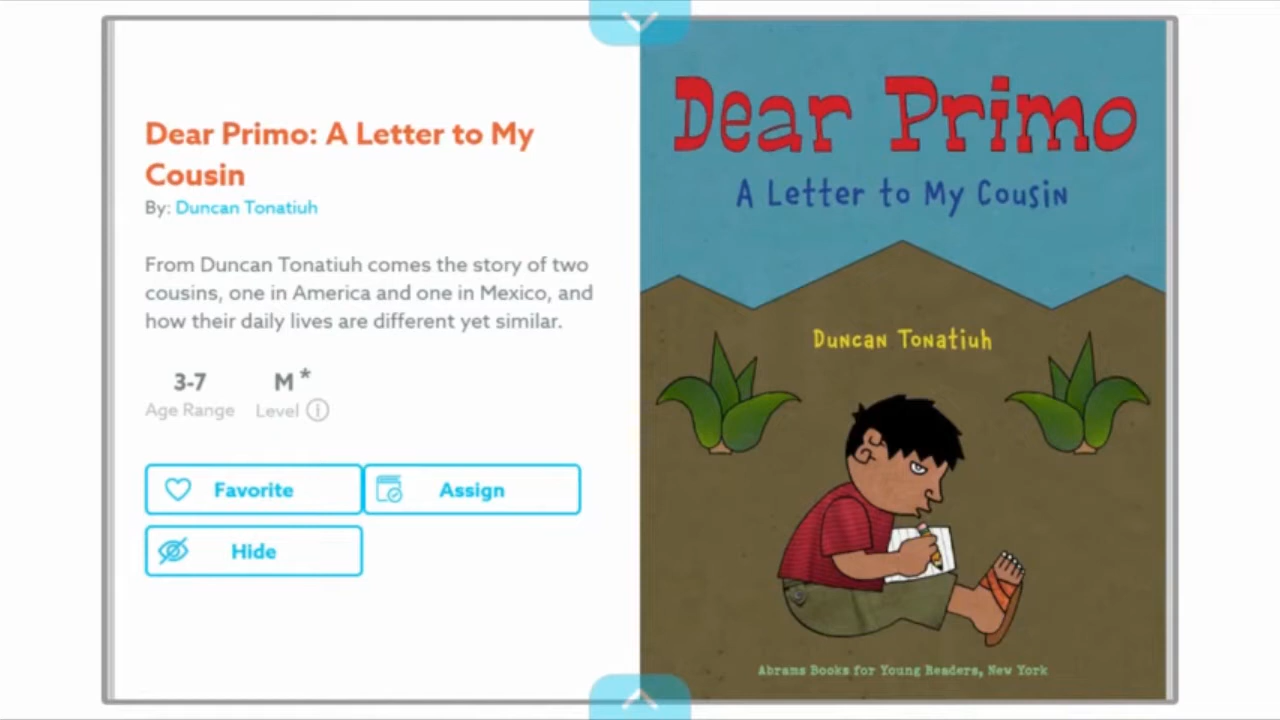 Dear Primo: A Letter to My
Cousin
By: Duncan Tonatiuh
From Duncan Tonatiuh comes the story of two
cousins, one in America and one in Mexico, and
how their daily lives are different yet similar.
3-7 M*
Age Range Level i
Favorite Assign
Hide
Dear Primo
A Letter to My Cousin
Duncan Tonatiuh
Abrams Books for Young Readers, New York